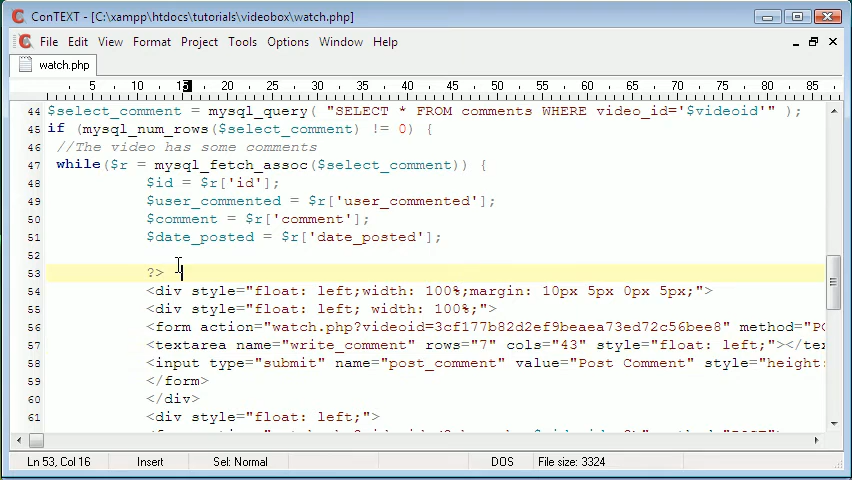 ConTEXT - [C:\xampp\htdocs\tutorials\videobox\watch.php]
File Edit View Format Project Tools Options Window Help
watch.php
5 10 15 20 25 30 35 40 45 50 55 60 65 70 75 80 85
44 $select_comment = mysql_query( "SELECT * FROM comments WHERE video_id='$videoid'" );
45 if (mysql_num_rows($select_comment) != 0) {
46 //The video has some comments
47 while($r = mysql_fetch_assoc($select_comment)) {
48 $id = $r['id'];
49 $user_commented = $r['user_commented'];
50 $comment = $r['comment'];
51 $date_posted = $r['date_posted'];
52
53 ?>
54 <div style="float: left;width: 100%;margin: 10px 5px 0px 5px;">
55 <div style="float: left; width: 100%;">
56 <form action="watch.php?videoid=3cf177b82d2ef9beaea73ed72c56bee8" method="PO
57 <textarea name="write_comment" rows="7" cols="43" style="float: left;"></tex
58 <input type="submit" name="post_comment" value="Post Comment" style="height:
59 </form>
60 </div>
61 <div style="float: left;">
Ln 53, Col 16 Insert Sel: Normal DOS File size: 3324